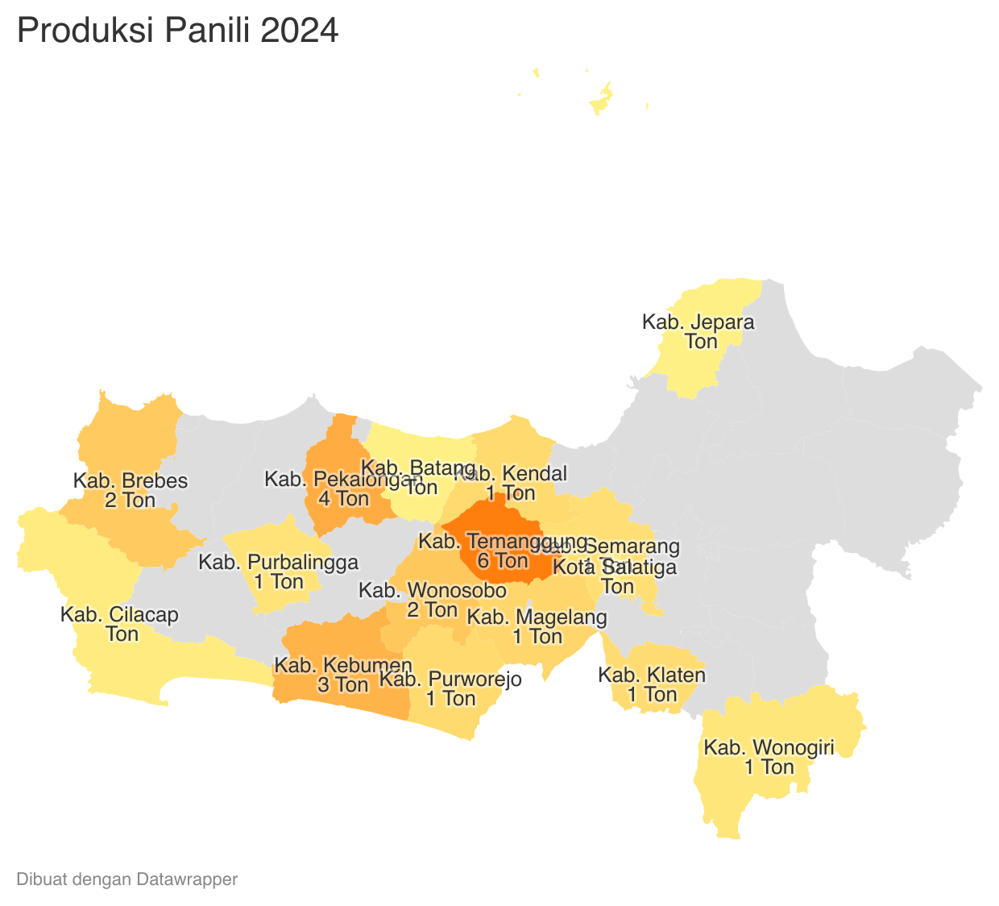 Produksi Panili 2024
Kab. Jepara
Ton
Kab. Brebes
2 Ton
Kab. Pekalongan
4 Ton
Kab. Batang
Ton
Kab. Kendal
1 Ton
Kab. Temanggung
6 Ton
Kab. Semarang
1 Ton
Kota Salatiga
Ton
Kab. Purbalingga
1 Ton
Kab. Wonosobo
2 Ton
Kab. Cilacap
Ton
Kab. Magelang
1 Ton
Kab. Kebumen
3 Ton
Kab. Purworejo
1 Ton
Kab. Klaten
1 Ton
Kab. Wonogiri
1 Ton
Dibuat dengan Datawrapper